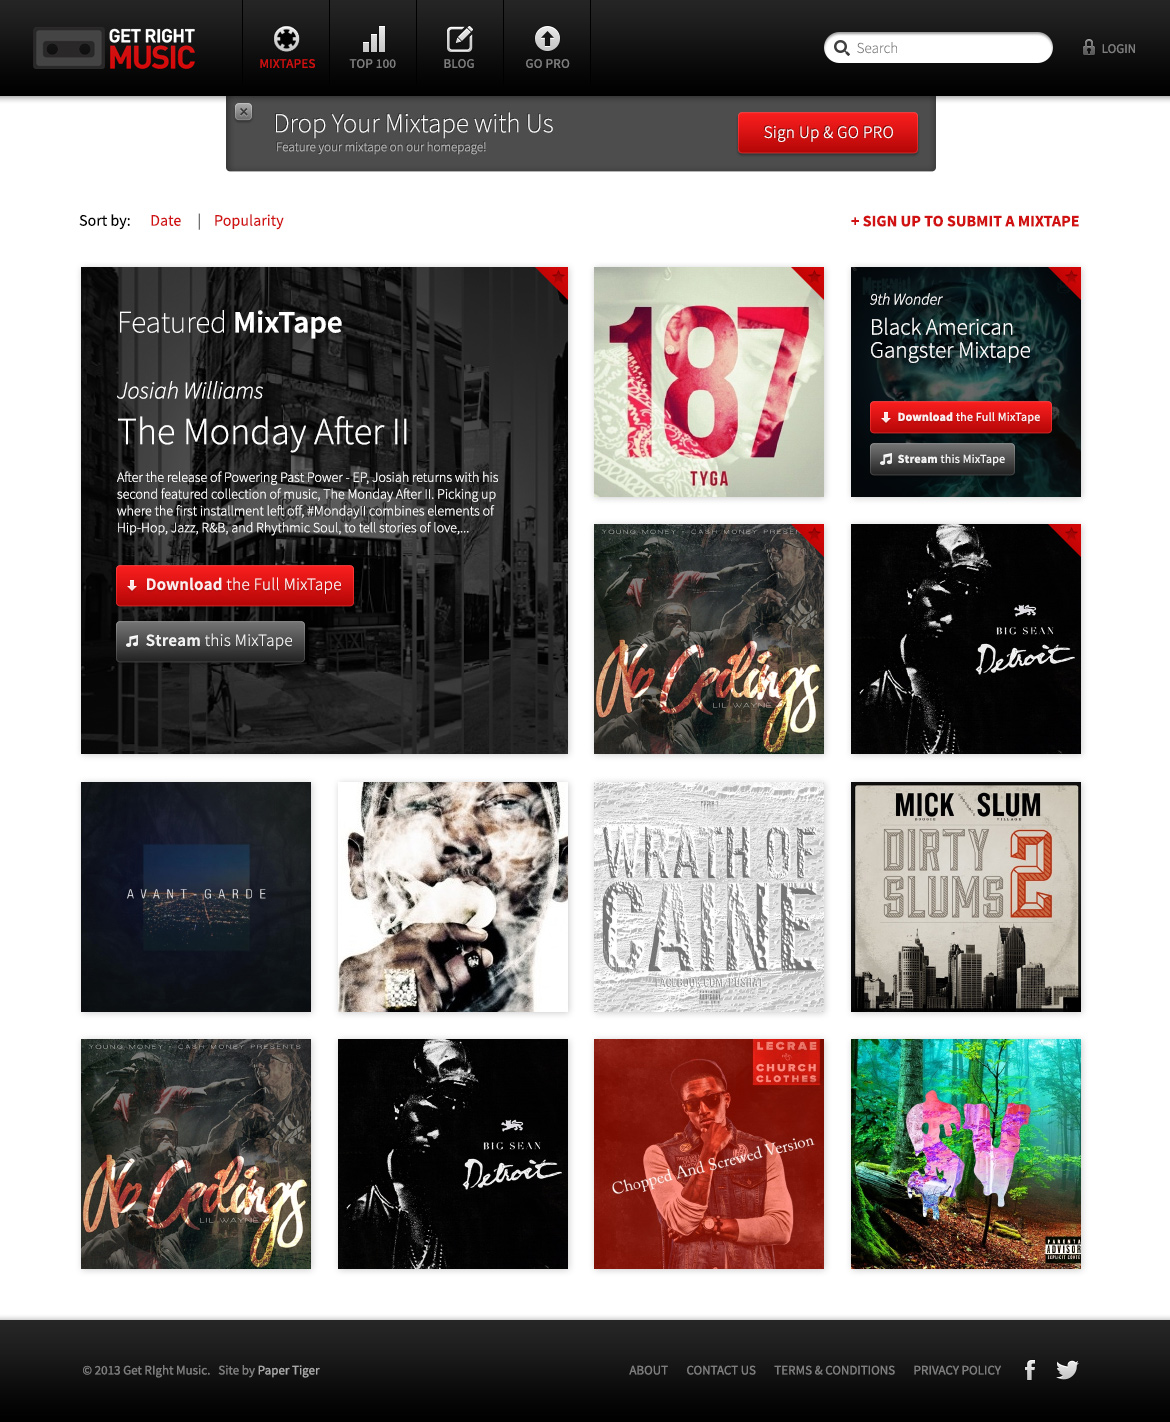 GET RIGHT
MUSIC
MIXTAPES
TOP 100
BLOG
GO PRO
Search
LOGIN
Drop Your Mixtape with Us
Feature your mixtape on our homepage!
Sign Up & GO PRO
Sort by: Date | Popularity
+ SIGN UP TO SUBMIT A MIXTAPE
Featured MixTape
Josiah Williams
The Monday After II
After the release of Powering Past Power - EP, Josiah returns with his
second featured collection of music, The Monday After II. Picking up
where the first installment left off, #MondayII combines elements of
Hip-Hop, Jazz, R&B, and Rhythmic Soul, to tell stories of love,...
Download the Full MixTape
Stream this MixTape
187
TYGA
9th Wonder
Black American
Gangster Mixtape
Download the Full MixTape
Stream this MixTape
YOUNG MONEY - CASH MONEY PRESEN
No Ceilings
LIL WAYNE
BIG SEAN
Detroit
AVANT GARDE
WRATH OF
CAINE
FACEBOOK.COM/PUSHAT
MICK SLUM
BOOGIE VILLAGE
DIRTY
SLUMS 2
YOUNG MONEY - CASH MONEY PRESENTS
No Ceilings
LIL WAYNE
BIG SEAN
Detroit
LECRAE
CHURCH
CLOTHES
Chopped And Screwed Version
PARENTA
ADVISOR
EXPLICIT CONTE
© 2013 Get RIght Music. Site by Paper Tiger
ABOUT
CONTACT US
TERMS & CONDITIONS
PRIVACY POLICY